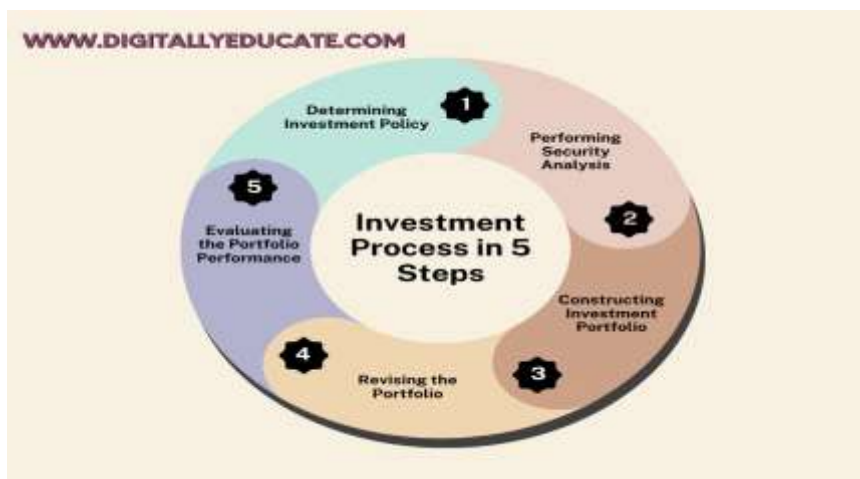 WWW.DIGITALLYEDUCATE.COM
1
Determining
Investment Policy
Performing
Security
Analysis
2
Investment
Process in 5
Steps
Constructing
Investment
Portfolio
3
Revising the
Portfolio
4
Evaluating
the Portfolio
Performance
5